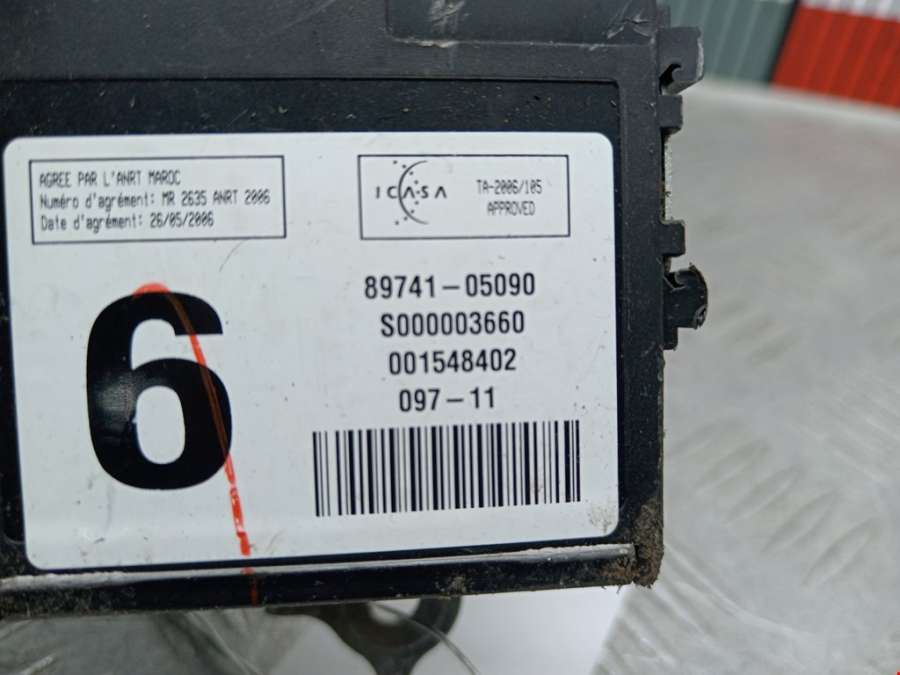 AGREE PAR L'ANRT MAROC
Numéro d'agrément: MR 2635 ANRT 2006
Date d'agrément: 26/05/2006
ICASA
TA-2006/105
APPROVED
6
89741-05090
S000003660
001548402
097-11